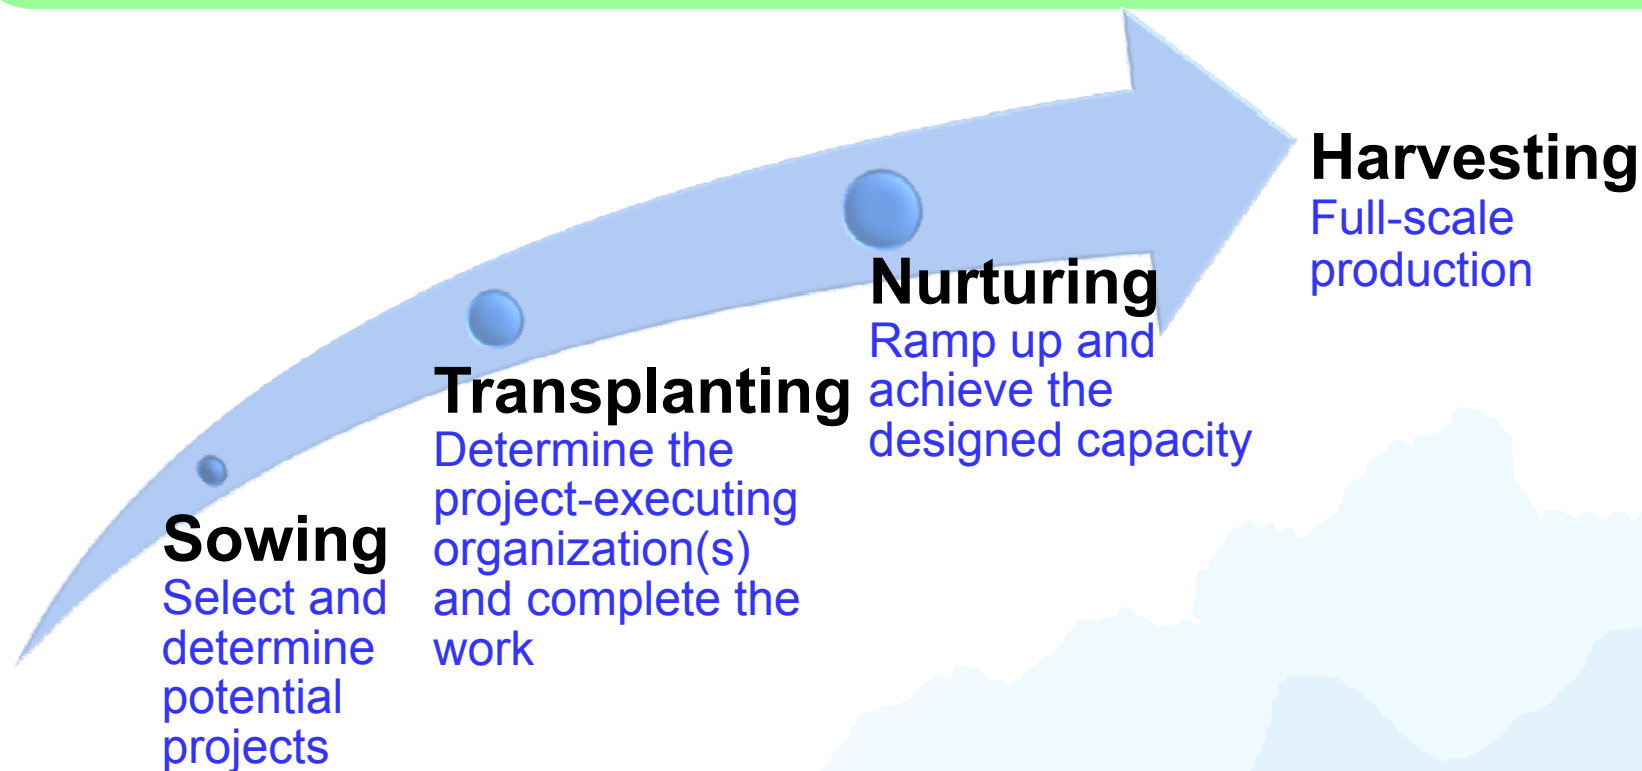 Sowing
Select and
determine
potential
projects
Transplanting
Determine the
project-executing
organization(s)
and complete the
work
Nurturing
Ramp up and
achieve the
designed capacity
Harvesting
Full-scale
production